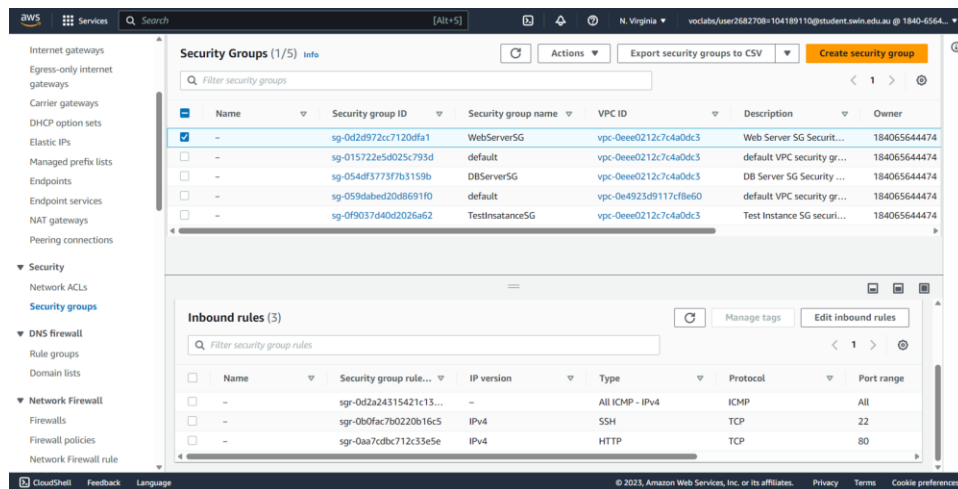 aws Services Search [Alt+S] N. Virginia voclabs/user2682708=104189110@student.swin.edu.au @ 1840-6564...
Internet gateways
Egress-only internet gateways
Carrier gateways
DHCP option sets
Elastic IPs
Managed prefix lists
Endpoints
Endpoint services
NAT gateways
Peering connections
Security
Network ACLs
Security groups
DNS firewall
Rule groups
Domain lists
Network Firewall
Firewalls
Firewall policies
Network Firewall rule
Security Groups (1/5) Info Actions Export security groups to CSV Create security group
Filter security groups 1
Name Security group ID Security group name VPC ID Description Owner
– sg-0d2d972cc7120dfa1 WebServerSG vpc-0eee0212c7c4a0dc3 Web Server SG Securit... 184065644474
– sg-015722e5d025c793d default vpc-0eee0212c7c4a0dc3 default VPC security gr... 184065644474
– sg-054df3773f7b3159b DBServerSG vpc-0eee0212c7c4a0dc3 DB Server SG Security ... 184065644474
– sg-059dabed20d8691f0 default vpc-0e4923d9117cf8e60 default VPC security gr... 184065644474
– sg-0f9037d40d2026a62 TestInsatanceSG vpc-0eee0212c7c4a0dc3 Test Instance SG securi... 184065644474
Inbound rules (3) Manage tags Edit inbound rules
Filter security group rules 1
Name Security group rule... IP version Type Protocol Port range
– sgr-0d2a24315421c13... – All ICMP - IPv4 ICMP All
– sgr-0b0fac7b0220b16c5 IPv4 SSH TCP 22
– sgr-0aa7cdbc712c33e5e IPv4 HTTP TCP 80
CloudShell Feedback Language © 2023, Amazon Web Services, Inc. or its affiliates. Privacy Terms Cookie preferences